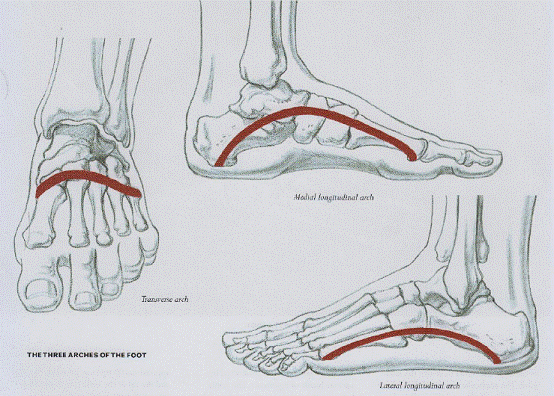 Medial longitudinal arch
Transverse arch
THE THREE ARCHES OF THE FOOT
Lateral longitudinal arch